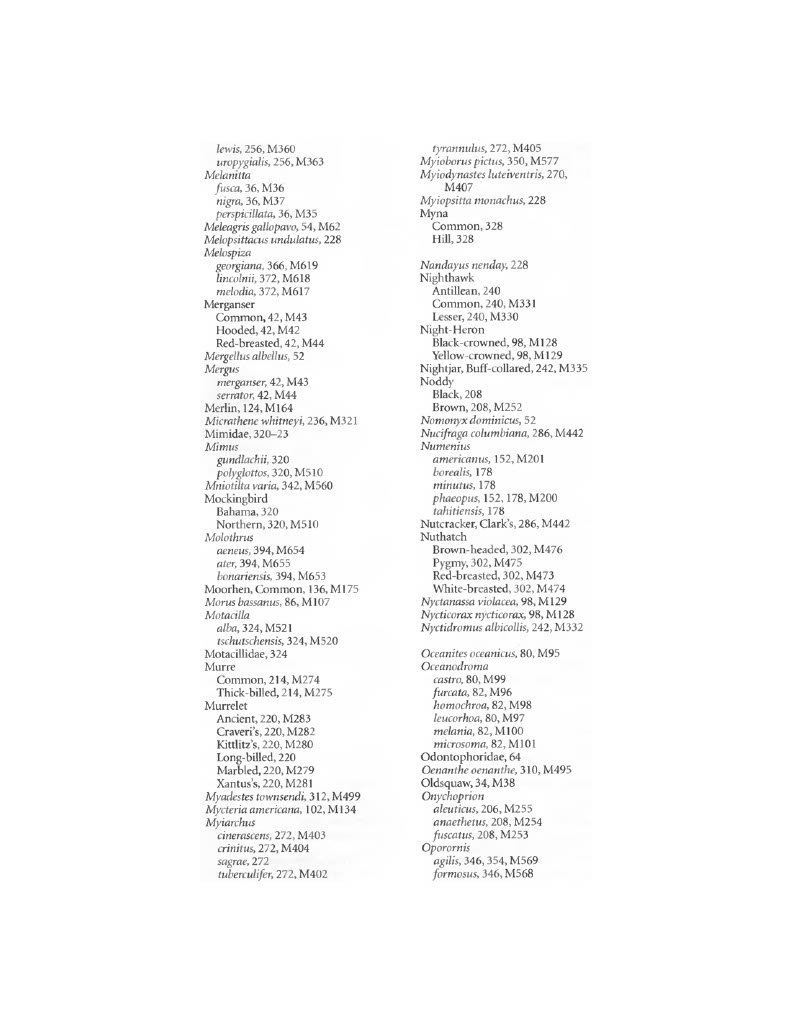 lewis, 256, M360
uropygialis, 256, M363
Melanitta
fusca, 36, M36
nigra, 36, M37
perspicillata, 36, M35
Meleagris gallopavo, 54, M62
Melopsittacus undulatus, 228
Melospiza
georgiana, 366, M619
lincolnii, 372, M618
melodia, 372, M617
Merganser
Common, 42, M43
Hooded, 42, M42
Red-breasted, 42, M44
Mergellus albellus, 52
Mergus
merganser, 42, M43
serrator, 42, M44
Merlin, 124, M164
Micrathene whitneyi, 236, M321
Mimidae, 320–23
Mimus
gundlachii, 320
polyglottos, 320, M510
Mniotilta varia, 342, M560
Mockingbird
Bahama, 320
Northern, 320, M510
Molothrus
aeneus, 394, M654
ater, 394, M655
bonariensis, 394, M653
Moorhen, Common, 136, M175
Morus bassanus, 86, M107
Motacilla
alba, 324, M521
tschutschensis, 324, M520
Motacillidae, 324
Murre
Common, 214, M274
Thick-billed, 214, M275
Murrelet
Ancient, 220, M283
Craveri's, 220, M282
Kittlitz's, 220, M280
Long-billed, 220
Marbled, 220, M279
Xantus's, 220, M281
Myadestes townsendi, 312, M499
Mycteria americana, 102, M134
Myiarchus
cinerascens, 272, M403
crinitus, 272, M404
sagrae, 272
tuberculifer, 272, M402
tyrannulus, 272, M405
Myioborus pictus, 350, M577
Myiodynastes luteiventris, 270,
M407
Myiopsitta monachus, 228
Myna
Common, 328
Hill, 328
Nandayus nenday, 228
Nighthawk
Antillean, 240
Common, 240, M331
Lesser, 240, M330
Night-Heron
Black-crowned, 98, M128
Yellow-crowned, 98, M129
Nightjar, Buff-collared, 242, M335
Noddy
Black, 208
Brown, 208, M252
Nomonyx dominicus, 52
Nucifraga columbiana, 286, M442
Numenius
americanus, 152, M201
borealis, 178
minutus, 178
phaeopus, 152, 178, M200
tahitiensis, 178
Nutcracker, Clark's, 286, M442
Nuthatch
Brown-headed, 302, M476
Pygmy, 302, M475
Red-breasted, 302, M473
White-breasted, 302, M474
Nyctanassa violacea, 98, M129
Nycticorax nycticorax, 98, M128
Nyctidromus albicollis, 242, M332
Oceanites oceanicus, 80, M95
Oceanodroma
castro, 80, M99
furcata, 82, M96
homochroa, 82, M98
leucorhoa, 80, M97
melania, 82, M100
microsoma, 82, M101
Odontophoridae, 64
Oenanthe oenanthe, 310, M495
Oldsquaw, 34, M38
Onychoprion
aleuticus, 206, M255
anaethetus, 208, M254
fuscatus, 208, M253
Oporornis
agilis, 346, 354, M569
formosus, 346, M568